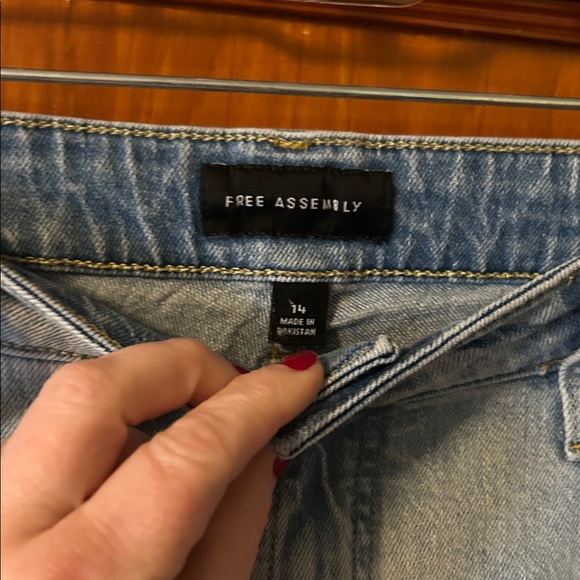 FREE ASSEMBLY
14
MADE IN
PAKISTAN